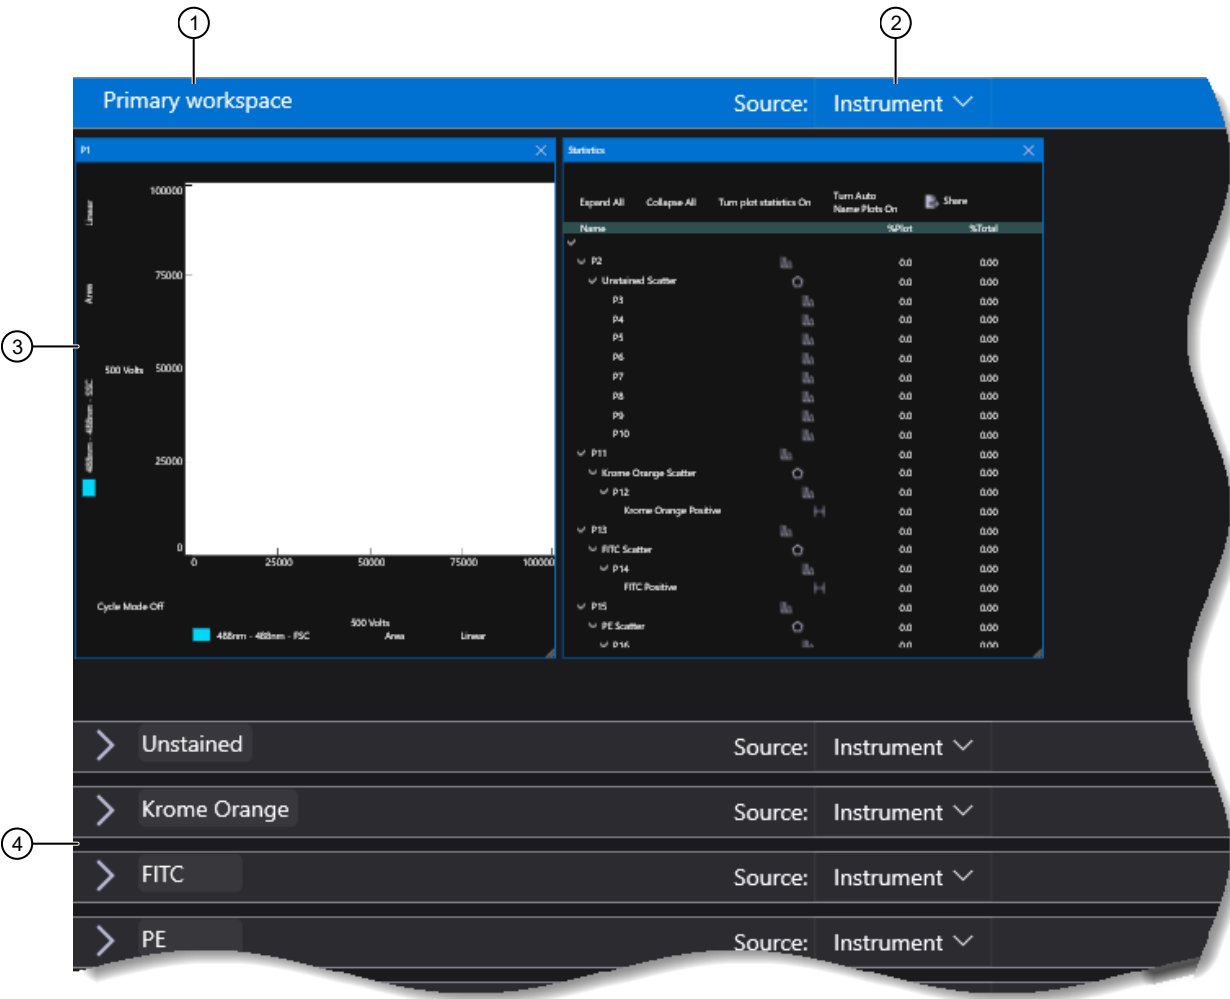 1
2
Primary workspace
Source: Instrument
P1
Linear
Area
488nm - 488nm - SSC
500 Volts
100000
75000
50000
25000
0
0 25000 50000 75000 100000
Cycle Mode Off
500 Volts
488nm - 488nm - FSC Area Linear
Statistics
Expand All Collapse All Turn plot statistics On Turn Auto Name Plots On Share
Name %Plot %Total
P2 0.0 0.00
Unstained Scatter 0.0 0.00
P3 0.0 0.00
P4 0.0 0.00
P5 0.0 0.00
P6 0.0 0.00
P7 0.0 0.00
P8 0.0 0.00
P9 0.0 0.00
P10 0.0 0.00
P11 0.0 0.00
Krome Orange Scatter 0.0 0.00
P12 0.0 0.00
Krome Orange Positive 0.0 0.00
P13 0.0 0.00
FITC Scatter 0.0 0.00
P14 0.0 0.00
FITC Positive 0.0 0.00
P15 0.0 0.00
PE Scatter 0.0 0.00
P16 0.0 0.00
3
Unstained Source: Instrument
Krome Orange Source: Instrument
4
FITC Source: Instrument
PE Source: Instrument